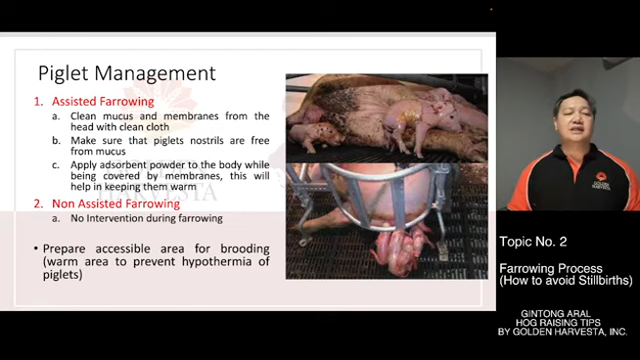 Piglet Management
1. Assisted Farrowing
a. Clean mucus and membranes from the
head with clean cloth
b. Make sure that piglets nostrils are free
from mucus
c. Apply adsorbent powder to the body while
being covered by membranes, this will
help in keeping them warm
2. Non Assisted Farrowing
a. No Intervention during farrowing
• Prepare accessible area for brooding
(warm area to prevent hypothermia of
piglets)
HARVESTA
GOLDEN
HARVESTA
Topic No. 2
Farrowing Process
(How to avoid Stillbirths)
GINTONG ARAL
HOG RAISING TIPS
BY GOLDEN HARVESTA, INC.